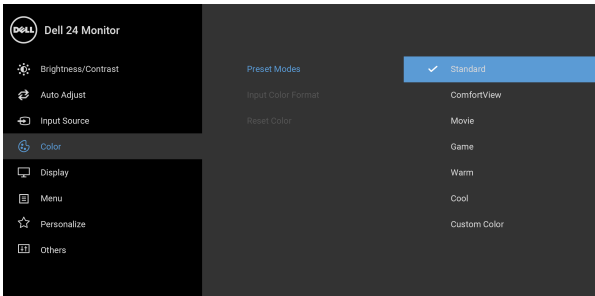 DELL Dell 24 Monitor
Brightness/Contrast Preset Modes Standard
Auto Adjust Input Color Format ComfortView
Input Source Reset Color Movie
Color Game
Display Warm
Menu Cool
Personalize Custom Color
Others